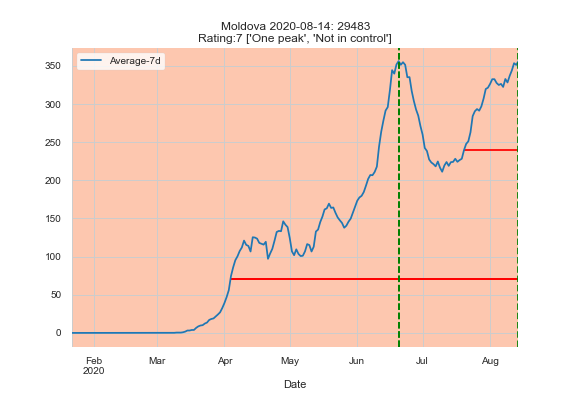 Moldova 2020-08-14: 29483
Rating:7 ['One peak', 'Not in control']
Average-7d
350
300
250
200
150
100
50
0
Feb Mar Apr May Jun Jul Aug
2020
Date